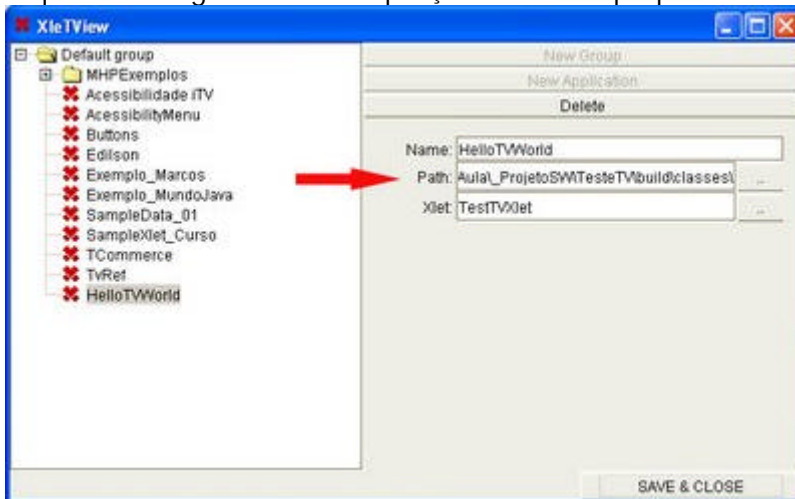 XleTView
Default group
MHPExemplos
Acessibilidade iTV
AcessibilityMenu
Buttons
Edilson
Exemplo_Marcos
Exemplo_MundoJava
SampleData_01
SampleXlet_Curso
TCommerce
TvRef
HelloTVWorld
New Group
New Application
Delete
Name: HelloTVWorld
Path: Aula\_ProjetoSW\TesteTV\build\classes\ ...
Xlet: TestTVXlet ...
SAVE & CLOSE